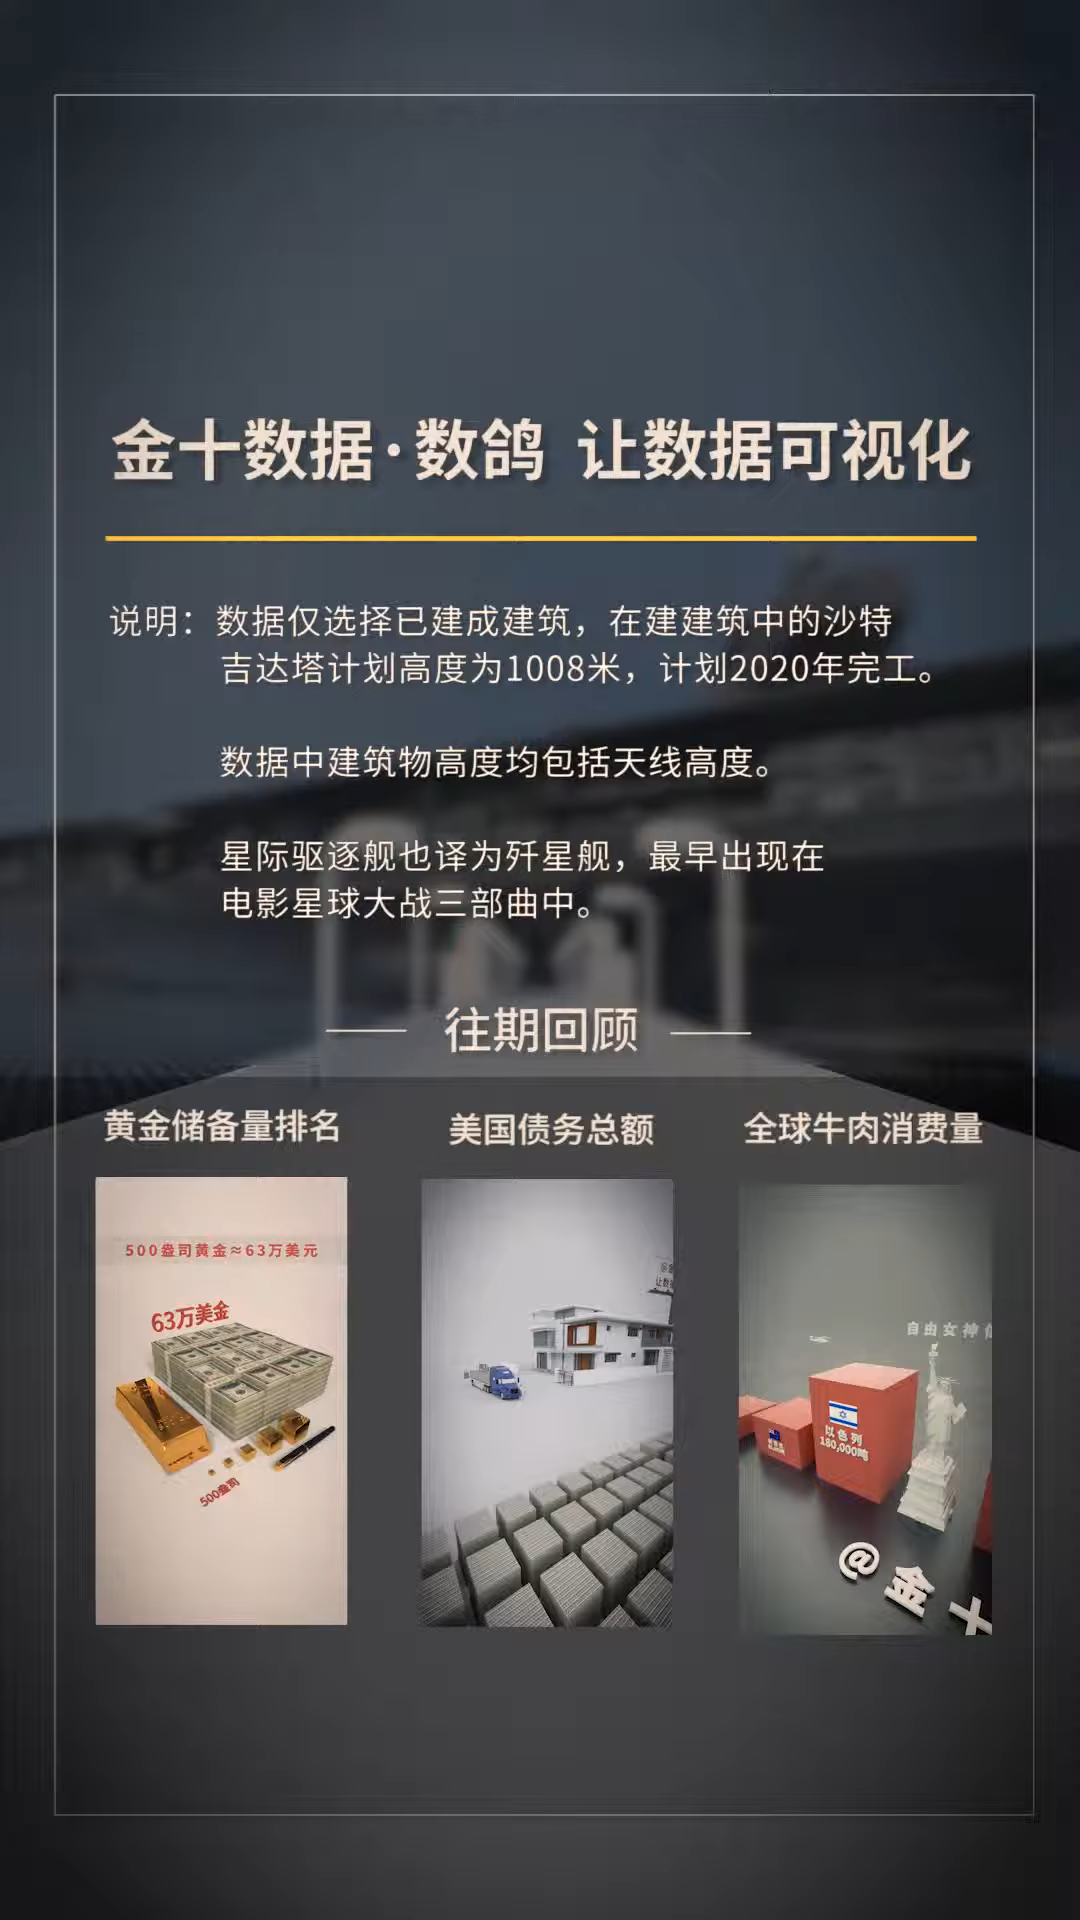 金十数据·数鸽 让数据可视化
说明：数据仅选择已建成建筑，在建建筑中的沙特
吉达塔计划高度为1008米，计划2020年完工。
数据中建筑物高度均包括天线高度。
星际驱逐舰也译为歼星舰，最早出现在
电影星球大战三部曲中。
往期回顾
黄金储备量排名
美国债务总额
全球牛肉消费量
500盎司黄金≈63万美元
63万美金
500盎司
让数
自由女神
以色列
180,000吨
@金十